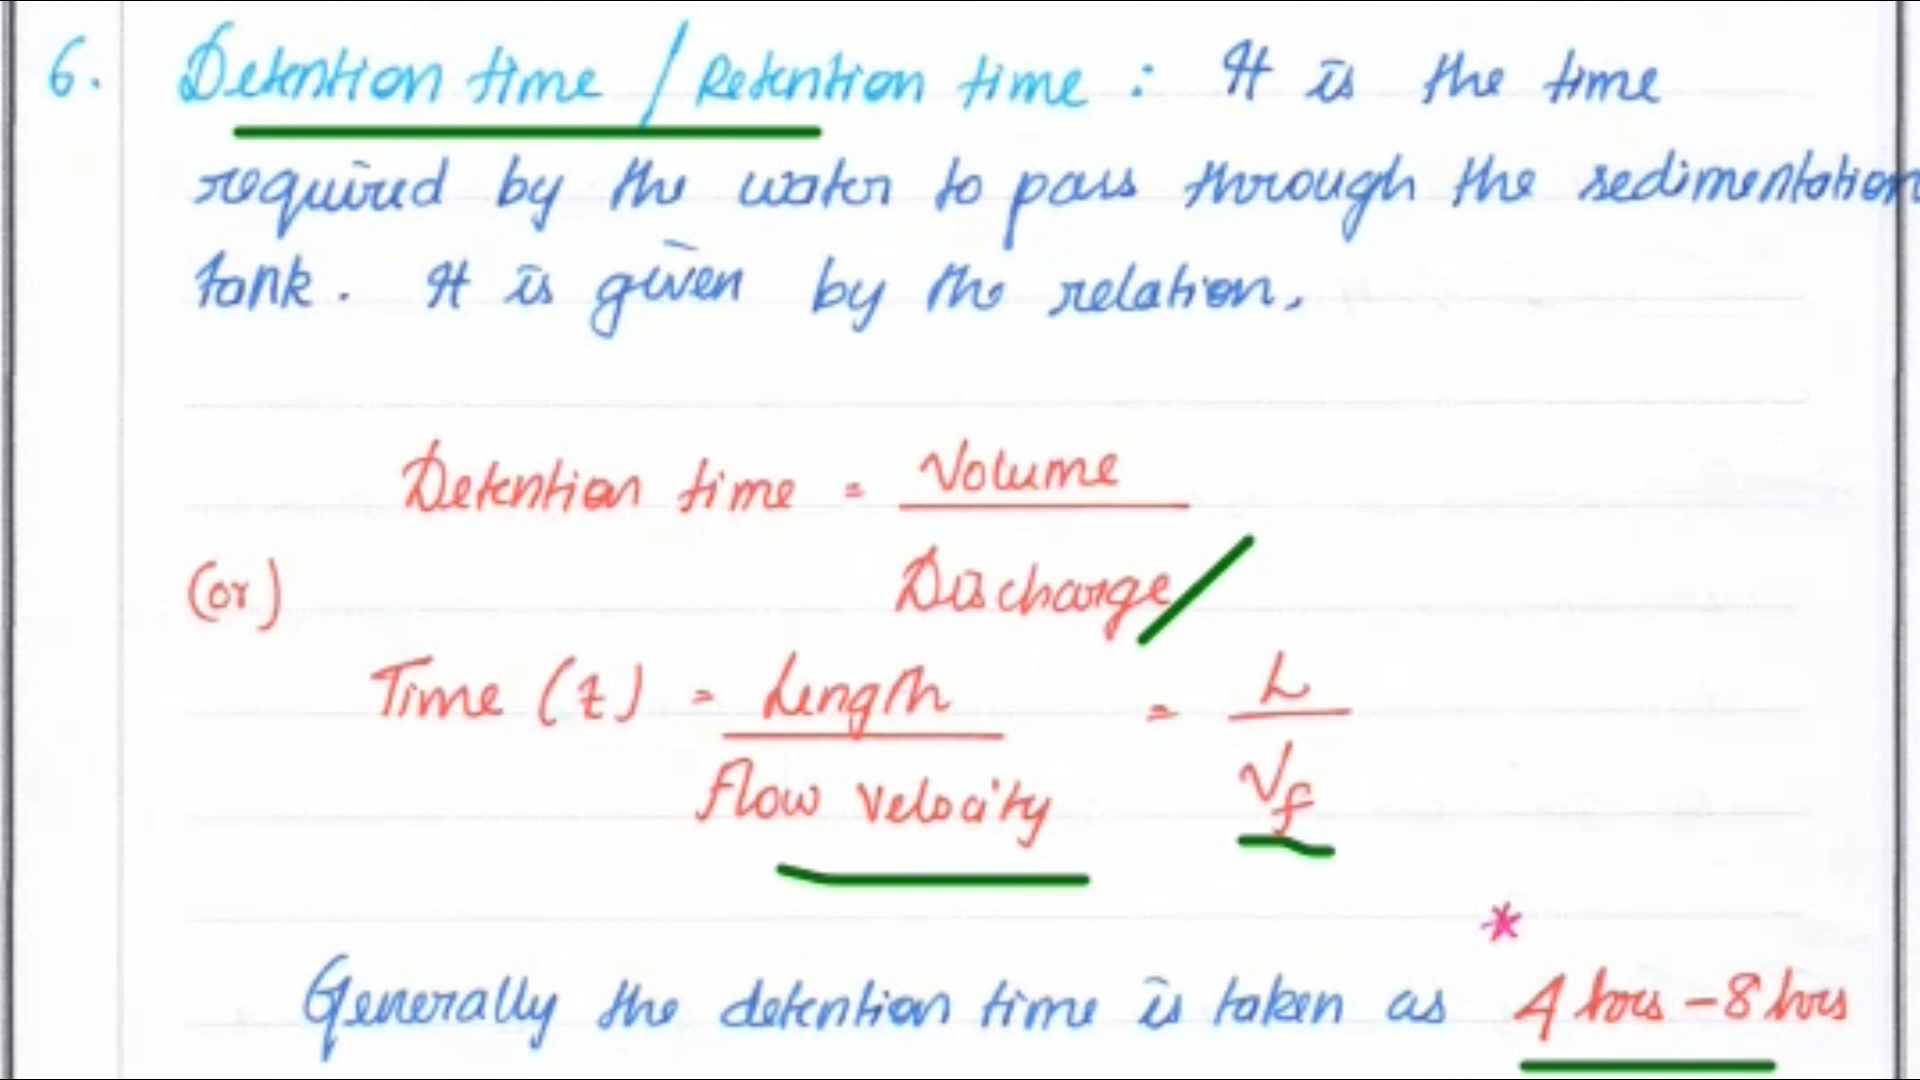 6. Detention time / Retention time : It is the time
required by the water to pass through the sedimentation
tank. It is given by the relation,
Detention time = Volume
Discharge
(or)
Time (t) = Length = L
Flow velocity Vf
*
Generally the detention time is taken as 4 hrs - 8 hrs